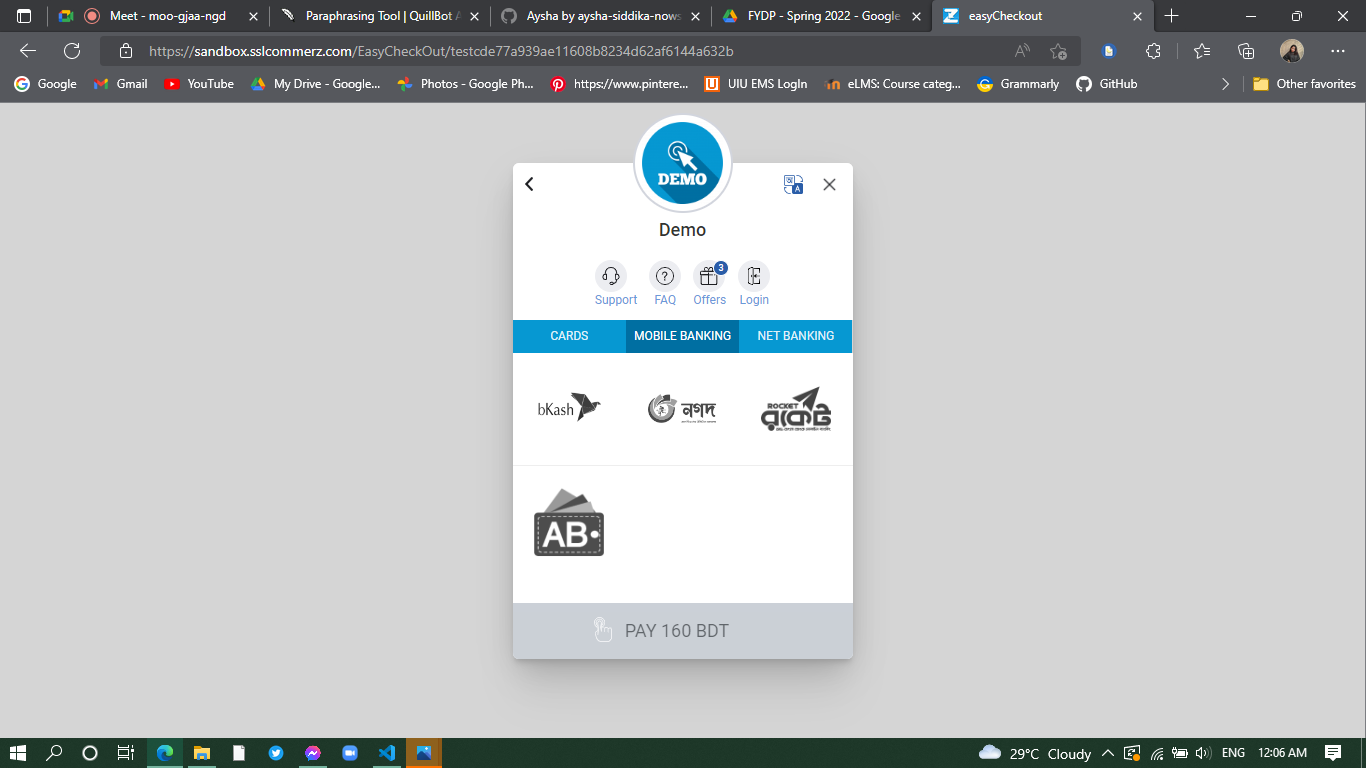 Meet - moo-gjaa-ngd
Paraphrasing Tool | QuillBot A
Aysha by aysha-siddika-nows
FYDP - Spring 2022 - Google
easyCheckout
https://sandbox.sslcommerz.com/EasyCheckOut/testcde77a939ae11608b8234d62af6144a632b
Google
Gmail
YouTube
My Drive - Google...
Photos - Google Ph...
https://www.pintere...
UIU EMS LogIn
eLMS: Course categ...
Grammarly
GitHub
Other favorites
DEMO
Demo
3
Support
FAQ
Offers
Login
CARDS
MOBILE BANKING
NET BANKING
bKash
নগদ
ROCKET
রকেট
AB
PAY 160 BDT
29°C Cloudy
ENG
12:06 AM